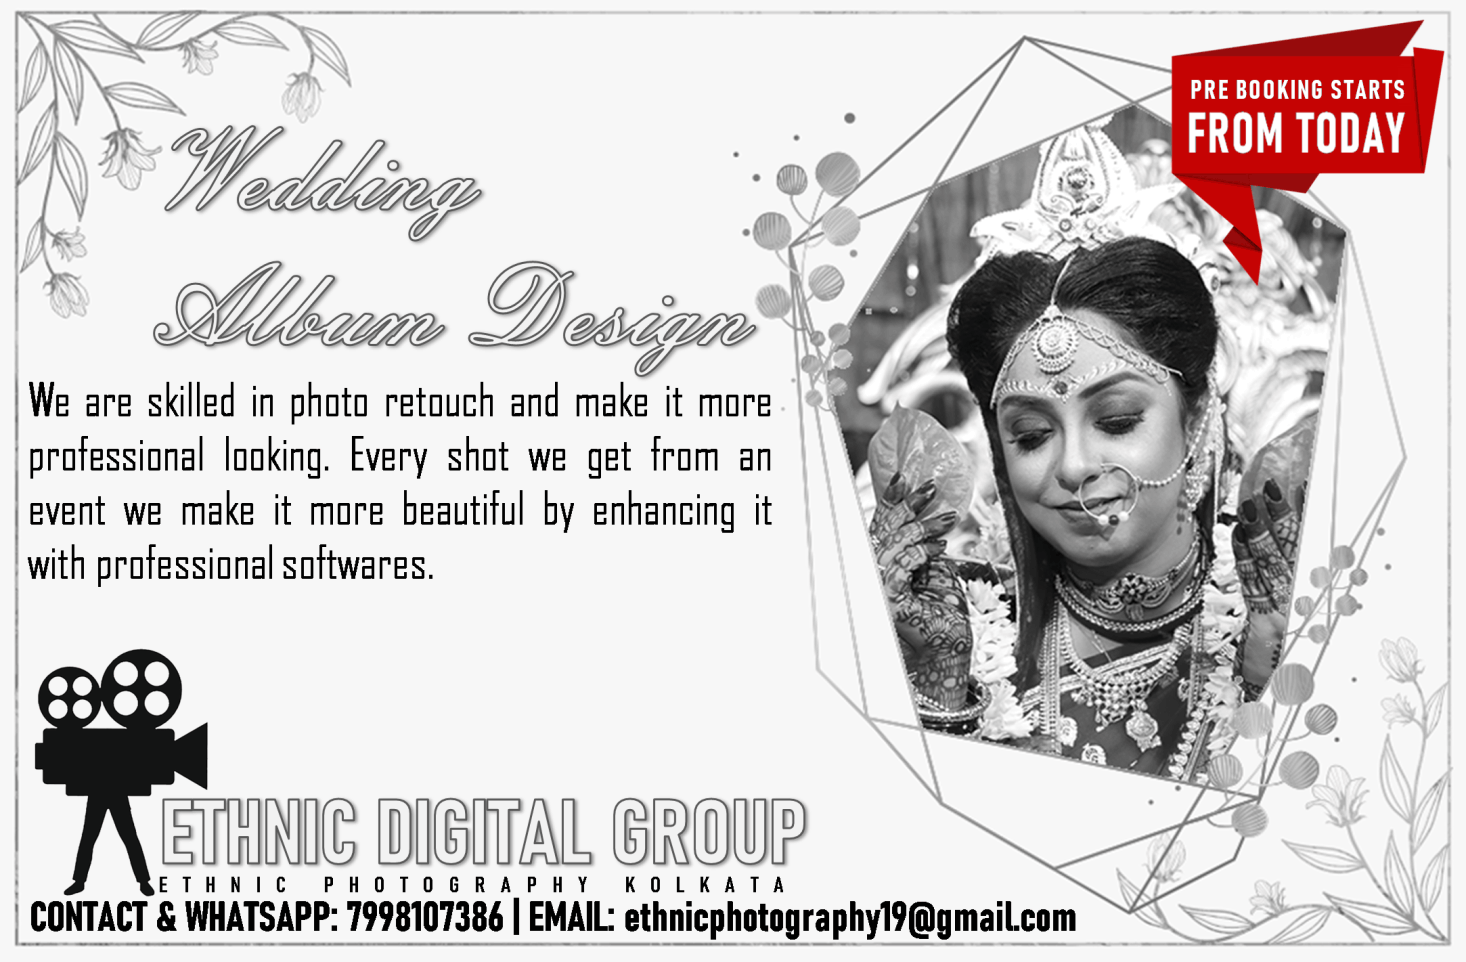 PRE BOOKING STARTS
FROM TODAY
Wedding
Album Design
We are skilled in photo retouch and make it more
professional looking. Every shot we get from an
event we make it more beautiful by enhancing it
with professional softwares.
ETHNIC DIGITAL GROUP
ETHNIC PHOTOGRAPHY KOLKATA
CONTACT & WHATSAPP: 7998107386 | EMAIL: ethnicphotography19@gmail.com